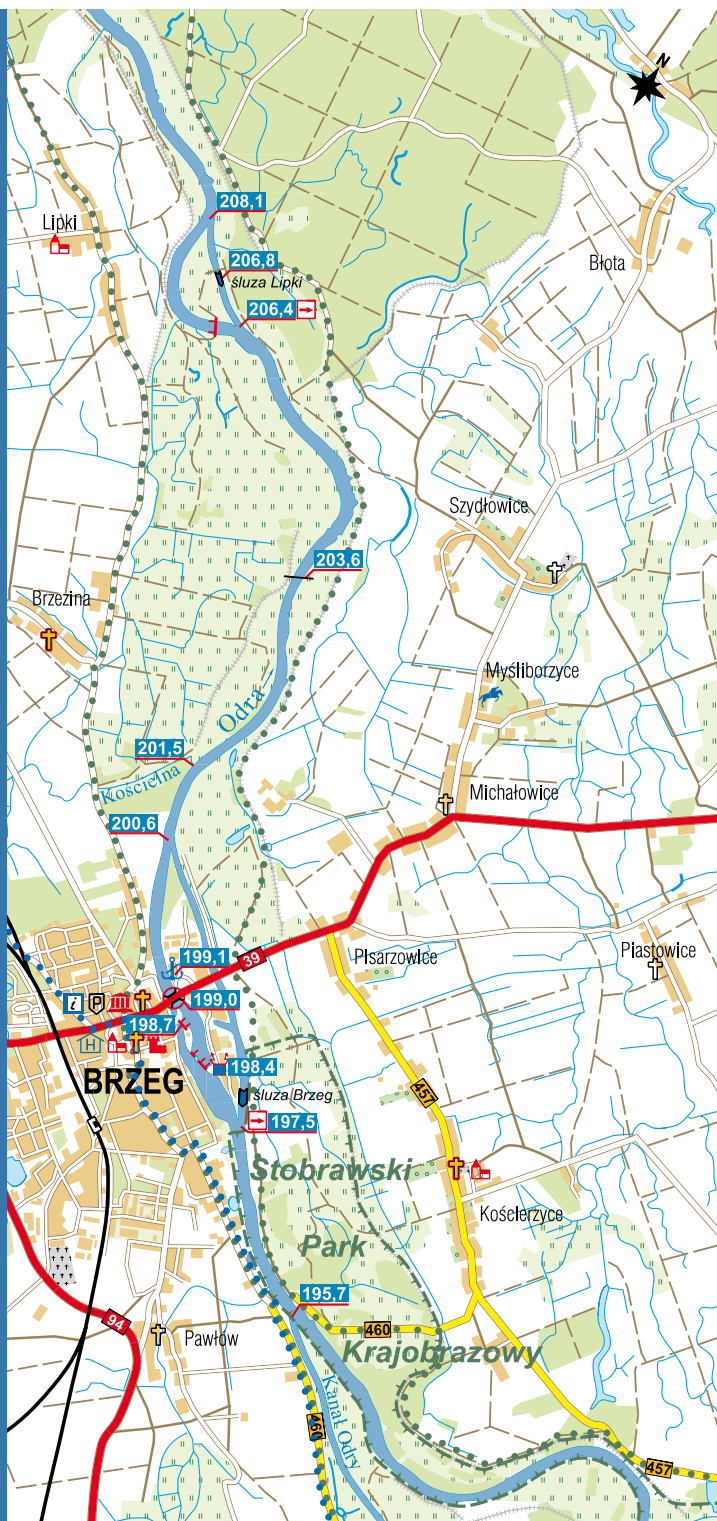 N
208,1
Lipki
206,8
śluza Lipki
Błota
206,4
Szydłowice
203,6
Brzezina
Myśliborzyce
Odra
201,5
Kościelna
Michałowice
200,6
199,1
39
Pisarzowice
Piastowice
i
P
199,0
198,7
H
198,4
BRZEG
457
śluza Brzeg
197,5
Stobrawski
Kościerzyce
Park
195,7
94
Pawłów
460
Krajobrazowy
Kanał Odry
460
457